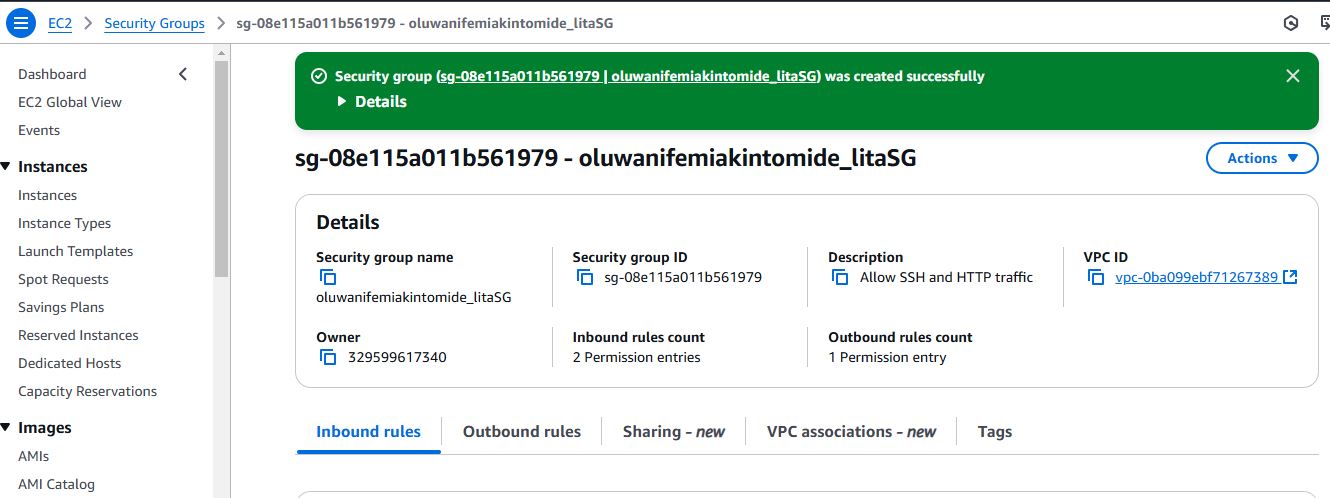 EC2 > Security Groups > sg-08e115a011b561979 - oluwanifemiakintomide_litaSG
Dashboard
EC2 Global View
Events
Instances
Instances
Instance Types
Launch Templates
Spot Requests
Savings Plans
Reserved Instances
Dedicated Hosts
Capacity Reservations
Images
AMIs
AMI Catalog
Security group (sg-08e115a011b561979 | oluwanifemiakintomide_litaSG) was created successfully
Details
sg-08e115a011b561979 - oluwanifemiakintomide_litaSG
Actions
Details
Security group name
oluwanifemiakintomide_litaSG
Security group ID
sg-08e115a011b561979
Description
Allow SSH and HTTP traffic
VPC ID
vpc-0ba099ebf71267389
Owner
329599617340
Inbound rules count
2 Permission entries
Outbound rules count
1 Permission entry
Inbound rules
Outbound rules
Sharing - new
VPC associations - new
Tags